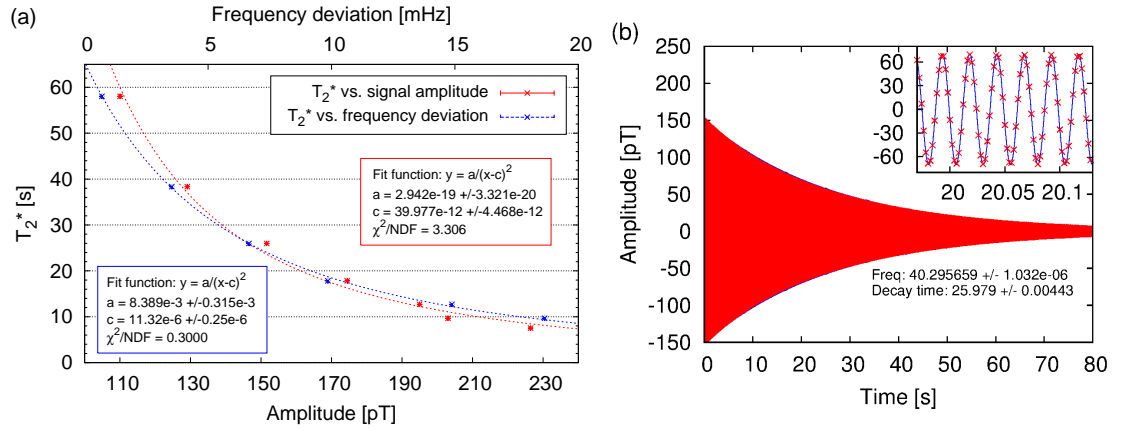 (a)
Frequency deviation [mHz]
0 5 10 15 20
T2* vs. signal amplitude
T2* vs. frequency deviation
Fit function: y = a/(x-c)^2
a = 2.942e-19 +/-3.321e-20
c = 39.977e-12 +/-4.468e-12
χ^2/NDF = 3.306
Fit function: y = a/(x-c)^2
a = 8.389e-3 +/-0.315e-3
c = 11.32e-6 +/-0.25e-6
χ^2/NDF = 0.3000
T2* [s]
60
50
40
30
20
10
0
110 130 150 170 190 210 230
Amplitude [pT]
(b)
Amplitude [pT]
250
200
150
100
50
0
-50
-100
-150
60
30
0
-30
-60
20 20.05 20.1
Freq: 40.295659 +/- 1.032e-06
Decay time: 25.979 +/- 0.00443
0 10 20 30 40 50 60 70 80
Time [s]